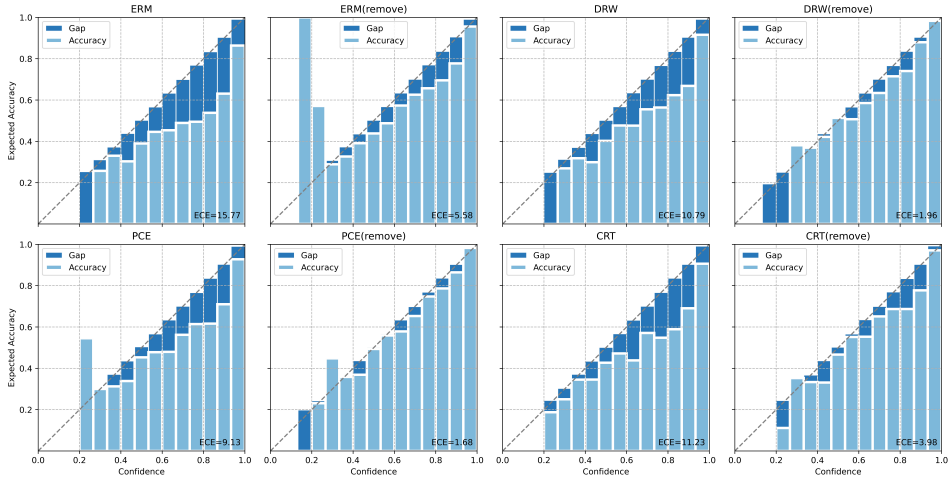 ERM
ERM(remove)
DRW
DRW(remove)
Expected Accuracy
1.0
0.8
0.6
0.4
0.2
Gap
Accuracy
ECE=15.77
Gap
Accuracy
ECE=5.58
Gap
Accuracy
ECE=10.79
Gap
Accuracy
ECE=1.96
PCE
PCE(remove)
CRT
CRT(remove)
Expected Accuracy
1.0
0.8
0.6
0.4
0.2
Gap
Accuracy
ECE=9.13
Gap
Accuracy
ECE=1.68
Gap
Accuracy
ECE=11.23
Gap
Accuracy
ECE=3.98
0.0 0.2 0.4 0.6 0.8 1.0
0.0 0.2 0.4 0.6 0.8 1.0
0.0 0.2 0.4 0.6 0.8 1.0
0.0 0.2 0.4 0.6 0.8 1.0
Confidence
Confidence
Confidence
Confidence